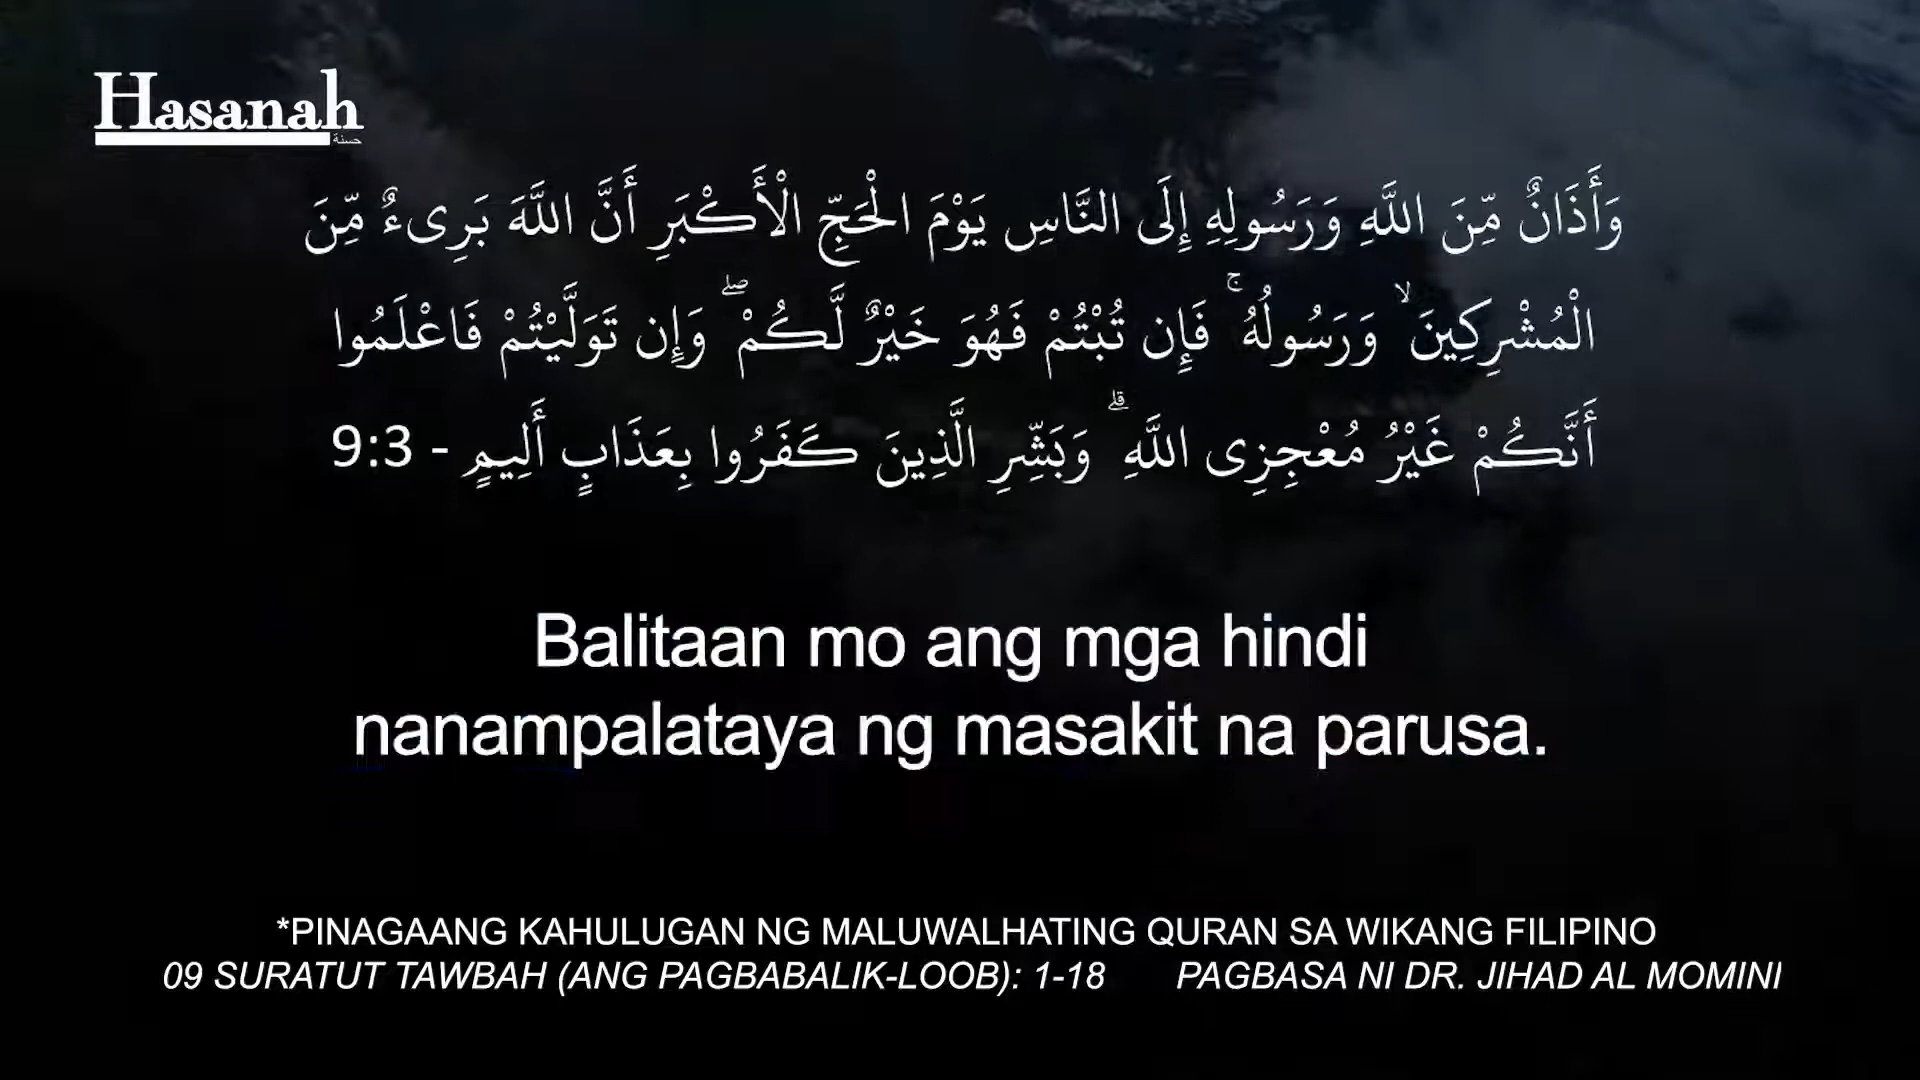 Hasanah
حسنة
وَأَذَانٌ مِّنَ اللَّهِ وَرَسُولِهِ إِلَى النَّاسِ يَوْمَ الْحَجِّ الْأَكْبَرِ أَنَّ اللَّهَ بَرِىءٌ مِّنَ
الْمُشْرِكِينَ ۙ وَرَسُولُهُ ۚ فَإِن تُبْتُمْ فَهُوَ خَيْرٌ لَّكُمْ ۖ وَإِن تَوَلَّيْتُمْ فَاعْلَمُوا
أَنَّكُمْ غَيْرُ مُعْجِزِى اللَّهِ ۗ وَبَشِّرِ الَّذِينَ كَفَرُوا بِعَذَابٍ أَلِيمٍ - 9:3
Balitaan mo ang mga hindi
nanampalataya ng masakit na parusa.
*PINAGAANG KAHULUGAN NG MALUWALHATING QURAN SA WIKANG FILIPINO
09 SURATUT TAWBAH (ANG PAGBABALIK-LOOB): 1-18 PAGBASA NI DR. JIHAD AL MOMINI